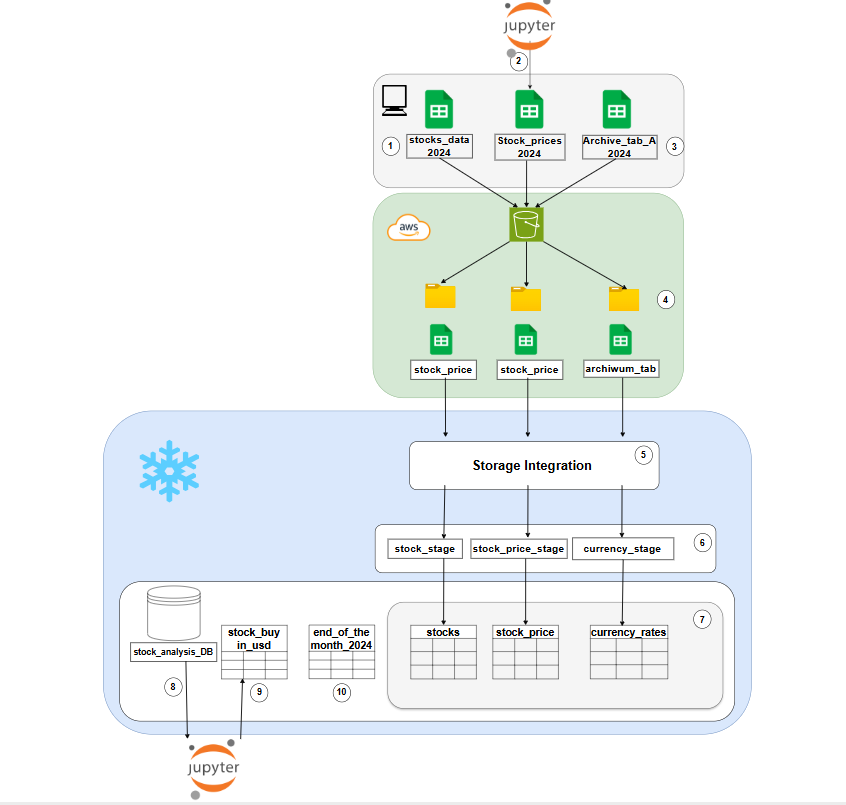 jupyter
2
stocks_data
2024
Stock_prices
2024
Archive_tab_A
2024
1
3
aws
4
stock_price
stock_price
archiwum_tab
Storage Integration
5
stock_stage
stock_price_stage
currency_stage
6
7
stock_analysis_DB
stock_buy
in_usd
end_of_the
month_2024
stocks
stock_price
currency_rates
8
9
10
jupyter